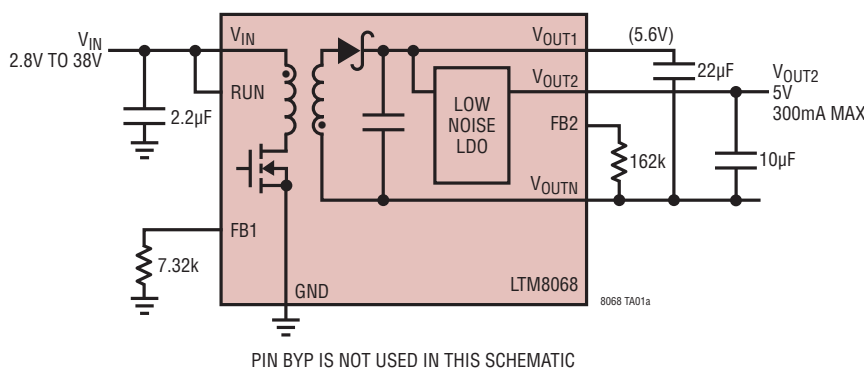 VIN
2.8V TO 38V
2.2µF
VIN
RUN
FB1
7.32k
GND
LOW
NOISE
LDO
VOUT1
VOUT2
FB2
VOUTN
LTM8068
(5.6V)
22µF
162k
VOUT2
5V
300mA MAX
10µF
8068 TA01a
PIN BYP IS NOT USED IN THIS SCHEMATIC